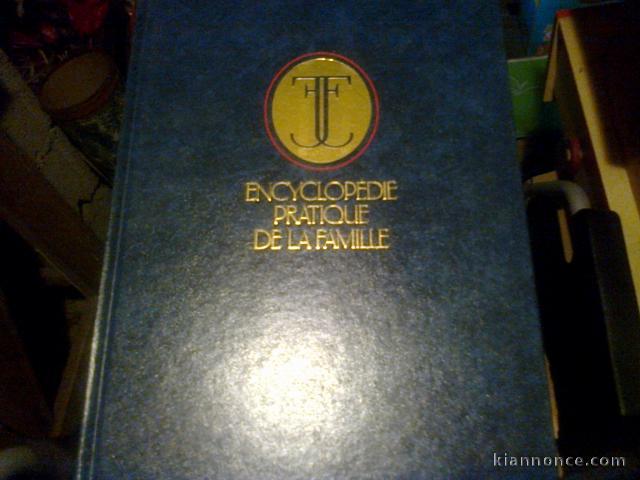 ENCYCLOPÉDIE
PRATIQUE
DE LA FAMILLE
kiannonce.com